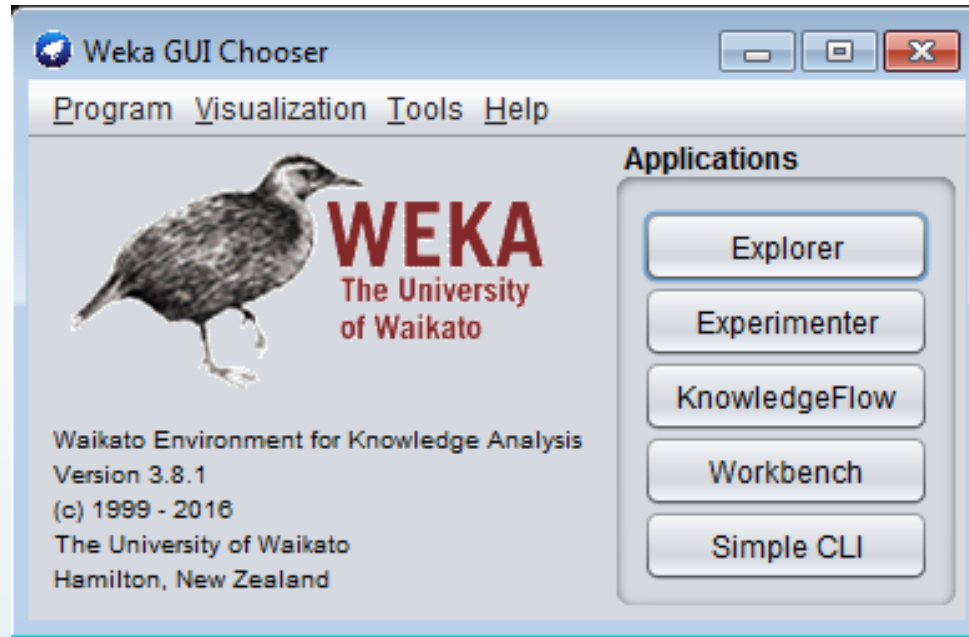 Weka GUI Chooser
Program Visualization Tools Help
WEKA
The University
of Waikato
Waikato Environment for Knowledge Analysis
Version 3.8.1
(c) 1999 - 2016
The University of Waikato
Hamilton, New Zealand
Applications
Explorer
Experimenter
KnowledgeFlow
Workbench
Simple CLI